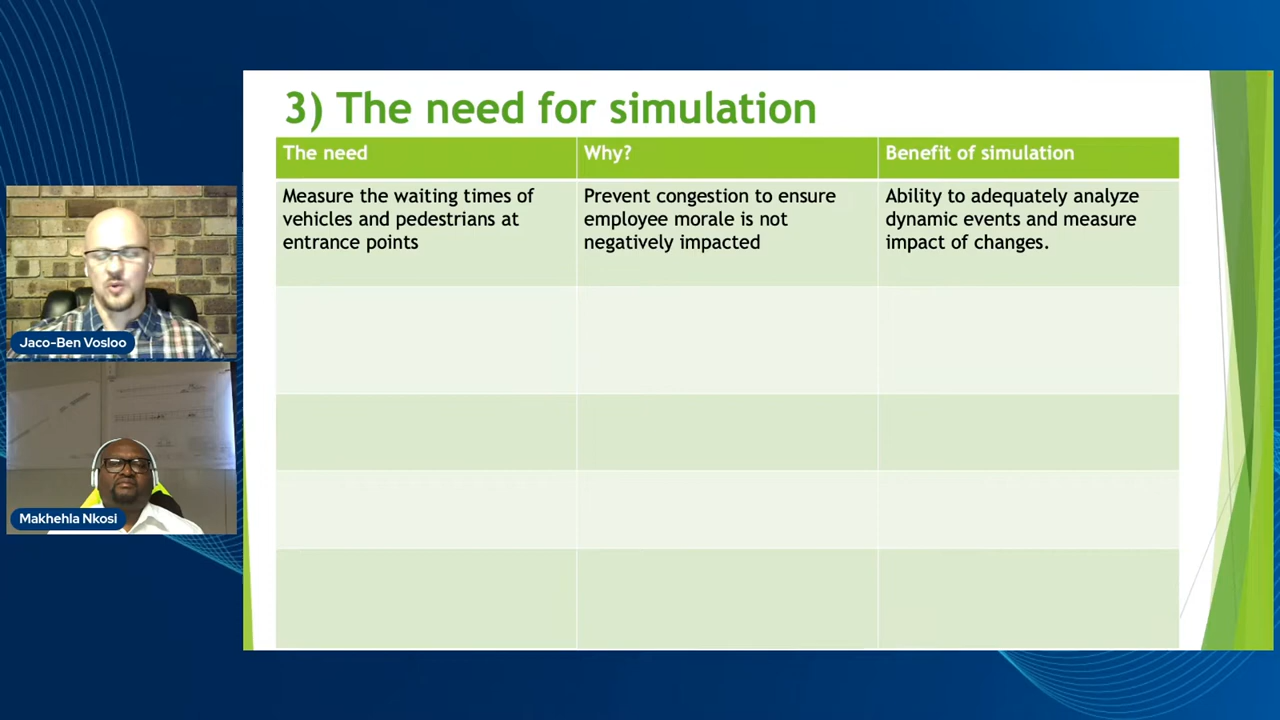 3) The need for simulation
The need
Why?
Benefit of simulation
Measure the waiting times of
vehicles and pedestrians at
entrance points
Prevent congestion to ensure
employee morale is not
negatively impacted
Ability to adequately analyze
dynamic events and measure
impact of changes.
Jaco-Ben Vosloo
Makhehla Nkosi